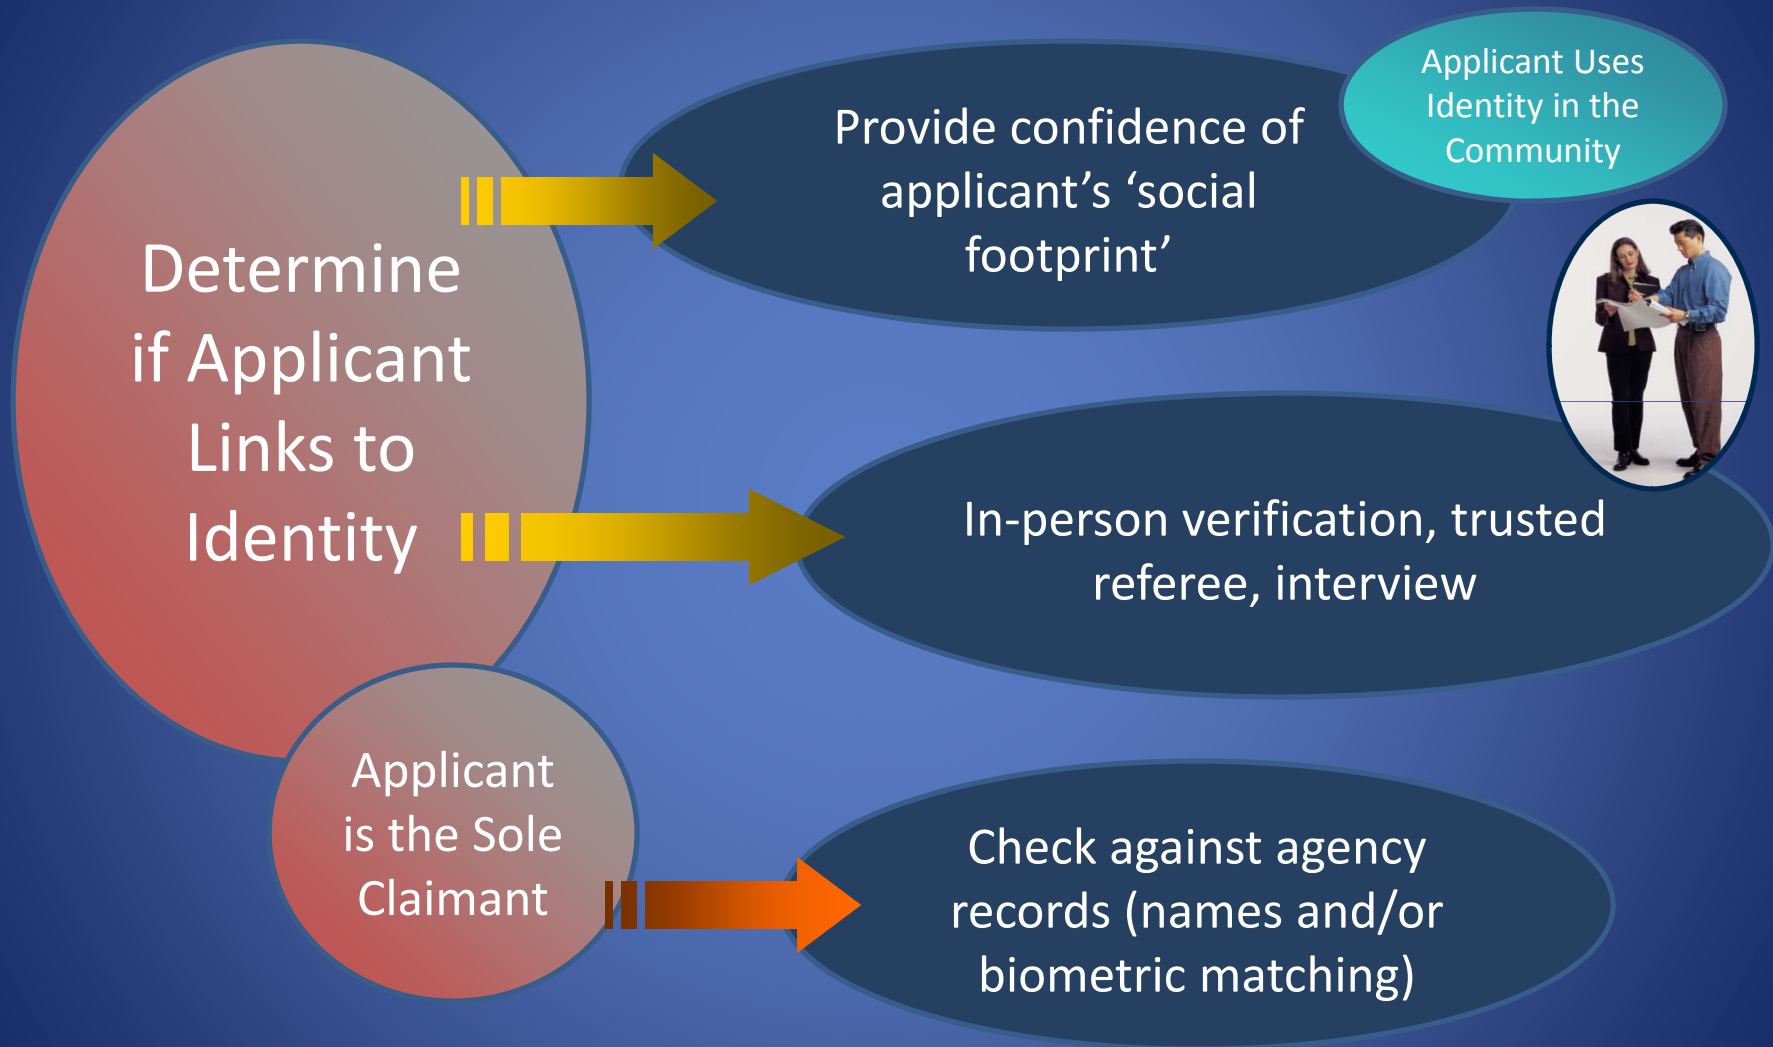 Determine
if Applicant
Links to
Identity
Provide confidence of
applicant’s ‘social
footprint’
Applicant Uses
Identity in the
Community
In-person verification, trusted
referee, interview
Applicant
is the Sole
Claimant
Check against agency
records (names and/or
biometric matching)